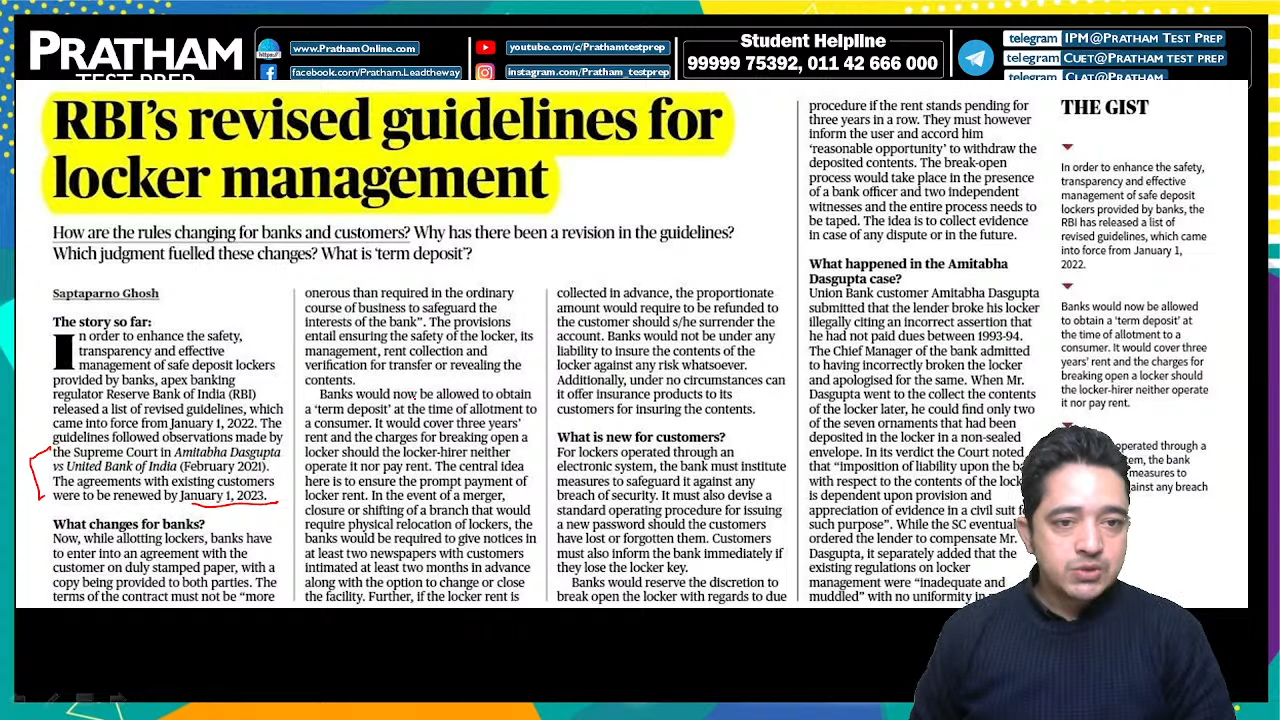 PRATHAM
TEST PREP
https://
www.PrathamOnline.com
facebook.com/Pratham.Leadtheway
youtube.com/c/Prathamtestprep
instagram.com/Pratham_testprep
Student Helpline
99999 75392, 011 42 666 000
telegram IPM@PRATHAM TEST PREP
telegram CUET@PRATHAM TEST PREP
telegram CLAT@PRATHAM
RBI's revised guidelines for
locker management
How are the rules changing for banks and customers? Why has there been a revision in the guidelines?
Which judgment fuelled these changes? What is 'term deposit'?
Saptaparno Ghosh
The story so far:
In order to enhance the safety,
transparency and effective
management of safe deposit lockers
provided by banks, apex banking
regulator Reserve Bank of India (RBI)
released a list of revised guidelines, which
came into force from January 1, 2022. The
guidelines followed observations made by
the Supreme Court in Amitabha Dasgupta
vs United Bank of India (February 2021).
The agreements with existing customers
were to be renewed by January 1, 2023.
What changes for banks?
Now, while allotting lockers, banks have
to enter into an agreement with the
customer on duly stamped paper, with a
copy being provided to both parties. The
terms of the contract must not be "more
onerous than required in the ordinary
course of business to safeguard the
interests of the bank". The provisions
entail ensuring the safety of the locker, its
management, rent collection and
verification for transfer or revealing the
contents.
Banks would now be allowed to obtain
a 'term deposit' at the time of allotment to
a consumer. It would cover three years'
rent and the charges for breaking open a
locker should the locker-hirer neither
operate it nor pay rent. The central idea
here is to ensure the prompt payment of
locker rent. In the event of a merger,
closure or shifting of a branch that would
require physical relocation of lockers, the
banks would be required to give notices in
at least two newspapers with customers
intimated at least two months in advance
along with the option to change or close
the facility. Further, if the locker rent is
collected in advance, the proportionate
amount would require to be refunded to
the customer should s/he surrender the
account. Banks would not be under any
liability to insure the contents of the
locker against any risk whatsoever.
Additionally, under no circumstances can
it offer insurance products to its
customers for insuring the contents.
What is new for customers?
For lockers operated through an
electronic system, the bank must institute
measures to safeguard it against any
breach of security. It must also devise a
standard operating procedure for issuing
a new password should the customers
have lost or forgotten them. Customers
must also inform the bank immediately if
they lose the locker key.
Banks would reserve the discretion to
break open the locker with regards to due
procedure if the rent stands pending for
three years in a row. They must however
inform the user and accord him
'reasonable opportunity' to withdraw the
deposited contents. The break-open
process would take place in the presence
of a bank officer and two independent
witnesses and the entire process needs to
be taped. The idea is to collect evidence
in case of any dispute or in the future.
What happened in the Amitabha
Dasgupta case?
Union Bank customer Amitabha Dasgupta
submitted that the lender broke his locker
illegally citing an incorrect assertion that
he had not paid dues between 1993-94.
The Chief Manager of the bank admitted
to having incorrectly broken the locker
and apologised for the same. When Mr.
Dasgupta went to collect the contents
of the locker later, he could find only two
of the seven ornaments that had been
deposited in the locker in a non-sealed
envelope. In its verdict the Court noted
that "imposition of liability upon the
with respect to the contents of the
is dependent upon provision and
appreciation of evidence in a civil suit
such purpose". While the SC
ordered the lender to compensate Mr.
Dasgupta, it separately added that the
existing regulations on locker
management were "inadequate and
muddled" with no uniformity in
THE GIST
In order to enhance the safety,
transparency and effective
management of safe deposit
lockers provided by banks, the
RBI has released a list of
revised guidelines, which came
into force from January 1,
2022.
Banks would now be allowed
to obtain a 'term deposit' at
the time of allotment to a
consumer. It would cover three
years' rent and the charges for
breaking open a locker should
the locker-hirer neither operate
it nor pay rent.
operated through a
the bank
measures to
against any breach